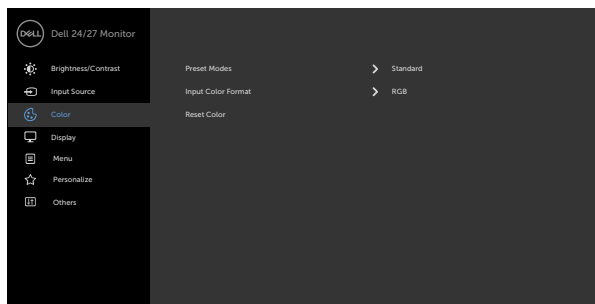 DELL Dell 24/27 Monitor
Brightness/Contrast Preset Modes Standard
Input Source Input Color Format RGB
Color Reset Color
Display
Menu
Personalize
Others